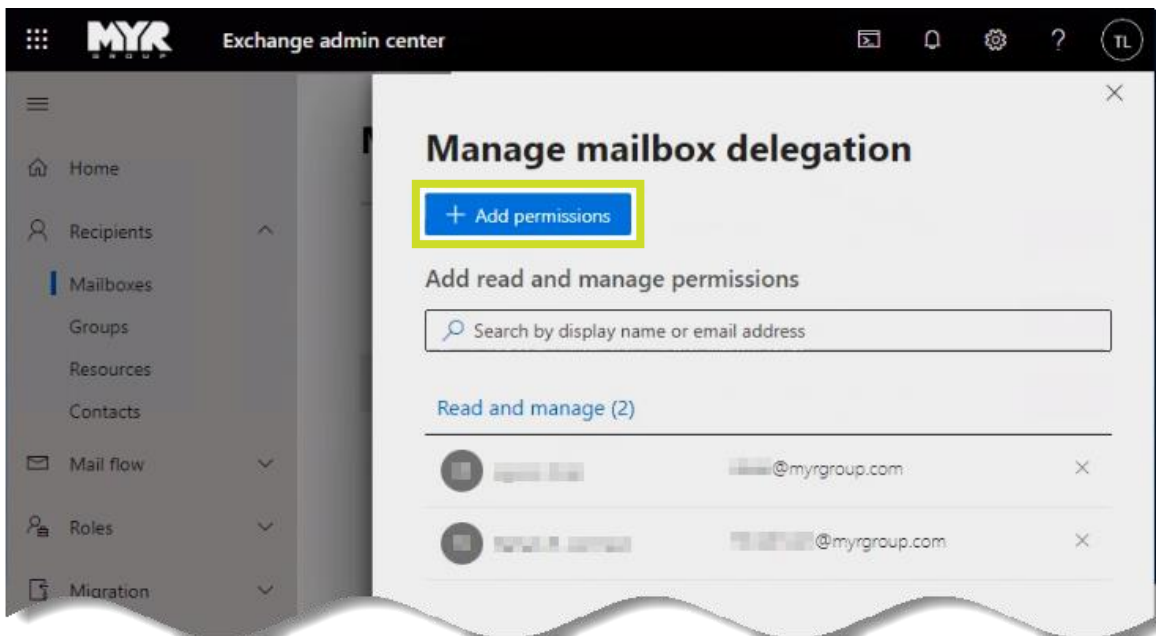 MYR Exchange admin center TL
GROUP
Manage mailbox delegation
Home
+ Add permissions
Recipients
Add read and manage permissions
Mailboxes
Search by display name or email address
Groups
Resources
Contacts
Read and manage (2)
Mail flow
@myrgroup.com
Roles
@myrgroup.com
Migration